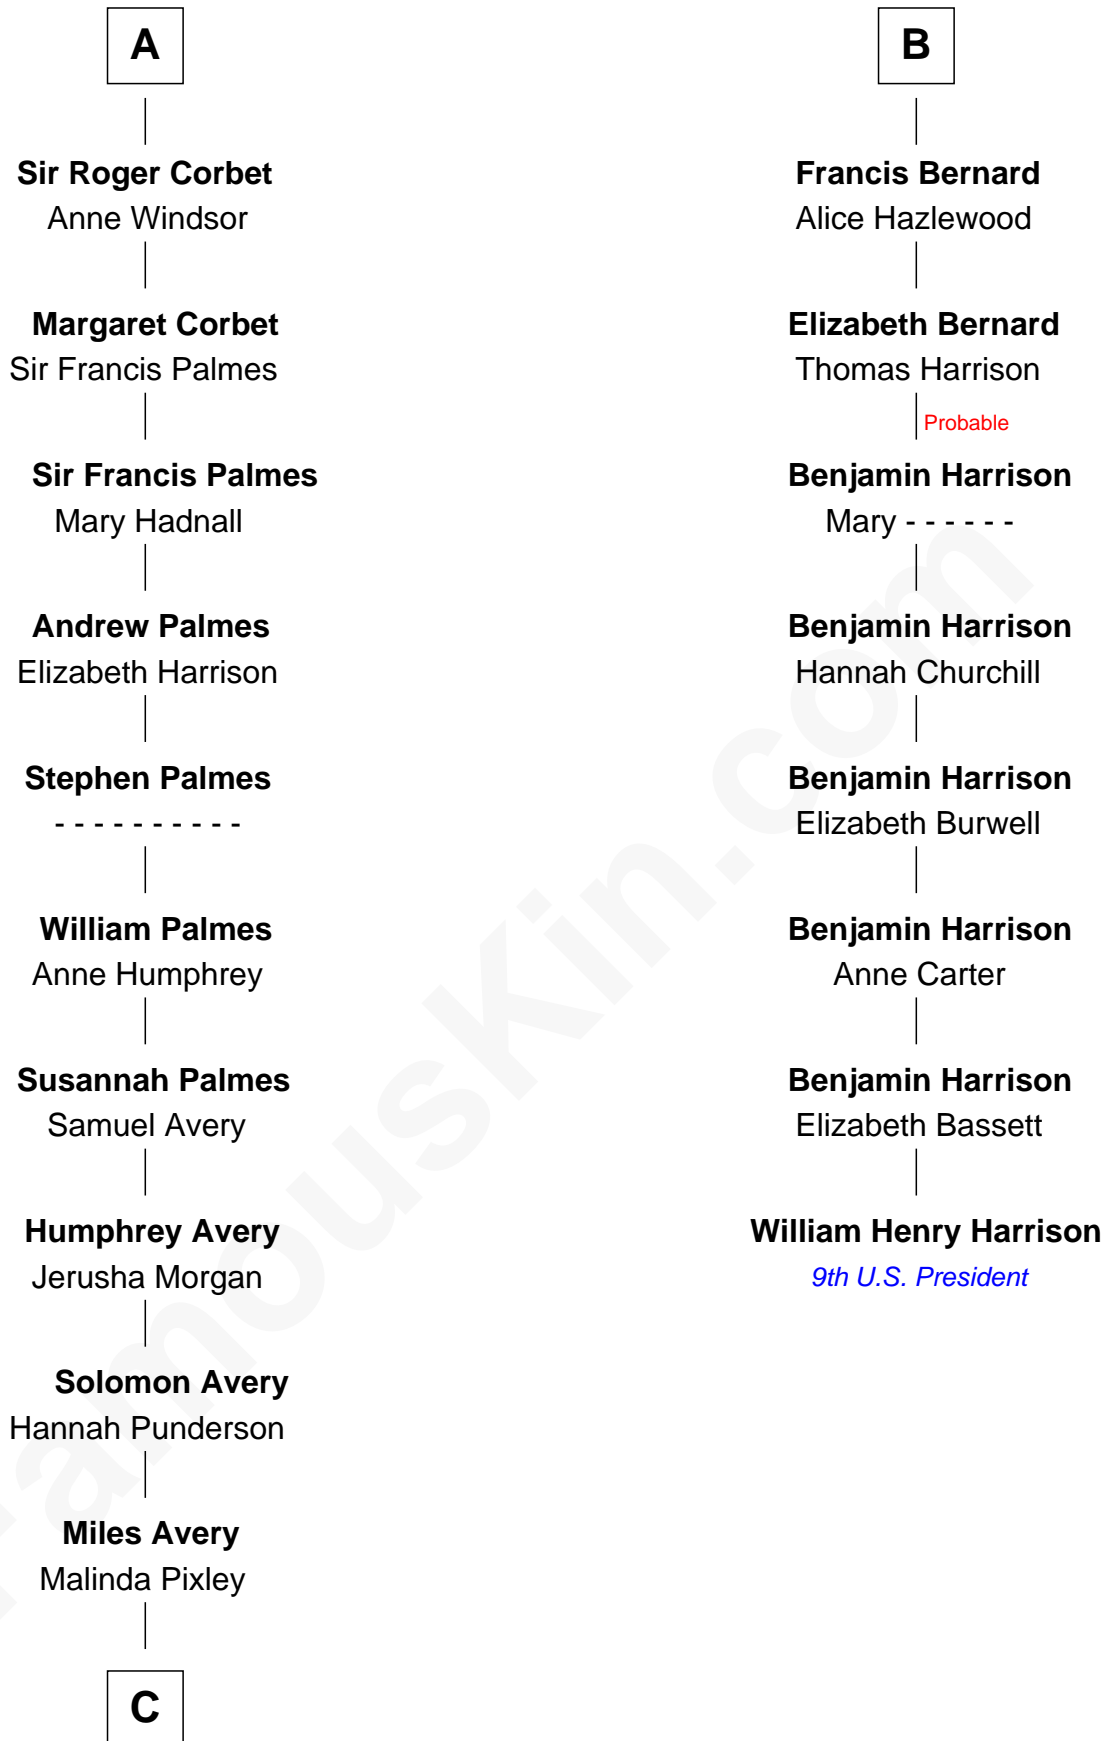 A
Sir Roger Corbet
Anne Windsor
Margaret Corbet
Sir Francis Palmes
Sir Francis Palmes
Mary Hadnall
Andrew Palmes
Elizabeth Harrison
Stephen Palmes
- - - - - - - - - -
William Palmes
Anne Humphrey
Susannah Palmes
Samuel Avery
Humphrey Avery
Jerusha Morgan
Solomon Avery
Hannah Punderson
Miles Avery
Malinda Pixley
C
B
Francis Bernard
Alice Hazlewood
Elizabeth Bernard
Thomas Harrison
Probable
Benjamin Harrison
Mary - - - - - -
Benjamin Harrison
Hannah Churchill
Benjamin Harrison
Elizabeth Burwell
Benjamin Harrison
Anne Carter
Benjamin Harrison
Elizabeth Bassett
William Henry Harrison
9th U.S. President
FamousKin.com